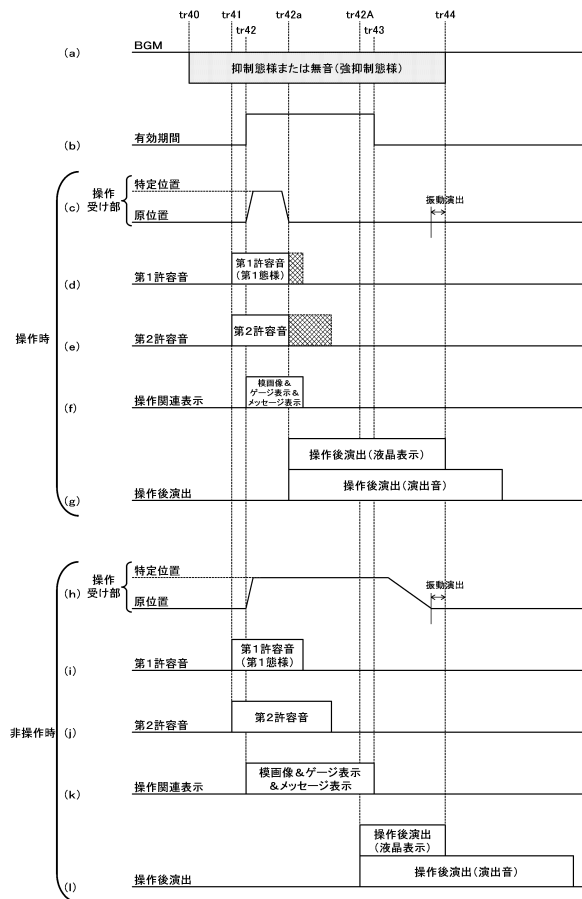 tr40 tr41 tr42a tr42A tr44
tr42 tr43
(a) BGM
抑制態様または無音(強抑制態様)
(b) 有効期間
操作時
(c) 操作受け部
特定位置
原位置
振動演出
(d) 第1許容音
第1許容音
(第1態様)
(e) 第2許容音
第2許容音
(f) 操作関連表示
模画像&
ゲージ表示&
メッセージ表示
(g) 操作後演出
操作後演出(液晶表示)
操作後演出(演出音)
非操作時
(h) 操作受け部
特定位置
原位置
振動演出
(i) 第1許容音
第1許容音
(第1態様)
(j) 第2許容音
第2許容音
(k) 操作関連表示
模画像&ゲージ表示
&メッセージ表示
(l) 操作後演出
操作後演出
(液晶表示)
操作後演出(演出音)